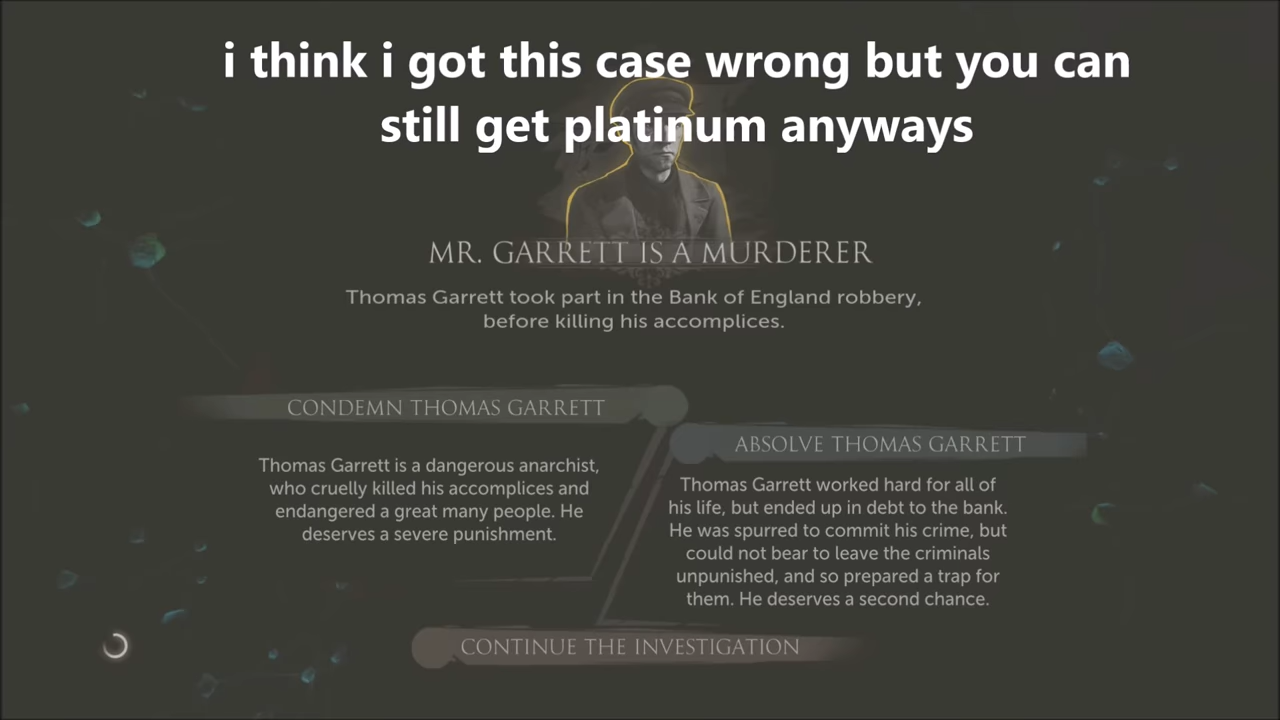 i think i got this case wrong but you can
still get platinum anyways
MR. GARRETT IS A MURDERER
Thomas Garrett took part in the Bank of England robbery,
before killing his accomplices.
CONDEMN THOMAS GARRETT
Thomas Garrett is a dangerous anarchist,
who cruelly killed his accomplices and
endangered a great many people. He
deserves a severe punishment.
ABSOLVE THOMAS GARRETT
Thomas Garrett worked hard for all of
his life, but ended up in debt to the bank.
He was spurred to commit his crime, but
could not bear to leave the criminals
unpunished, and so prepared a trap for
them. He deserves a second chance.
CONTINUE THE INVESTIGATION